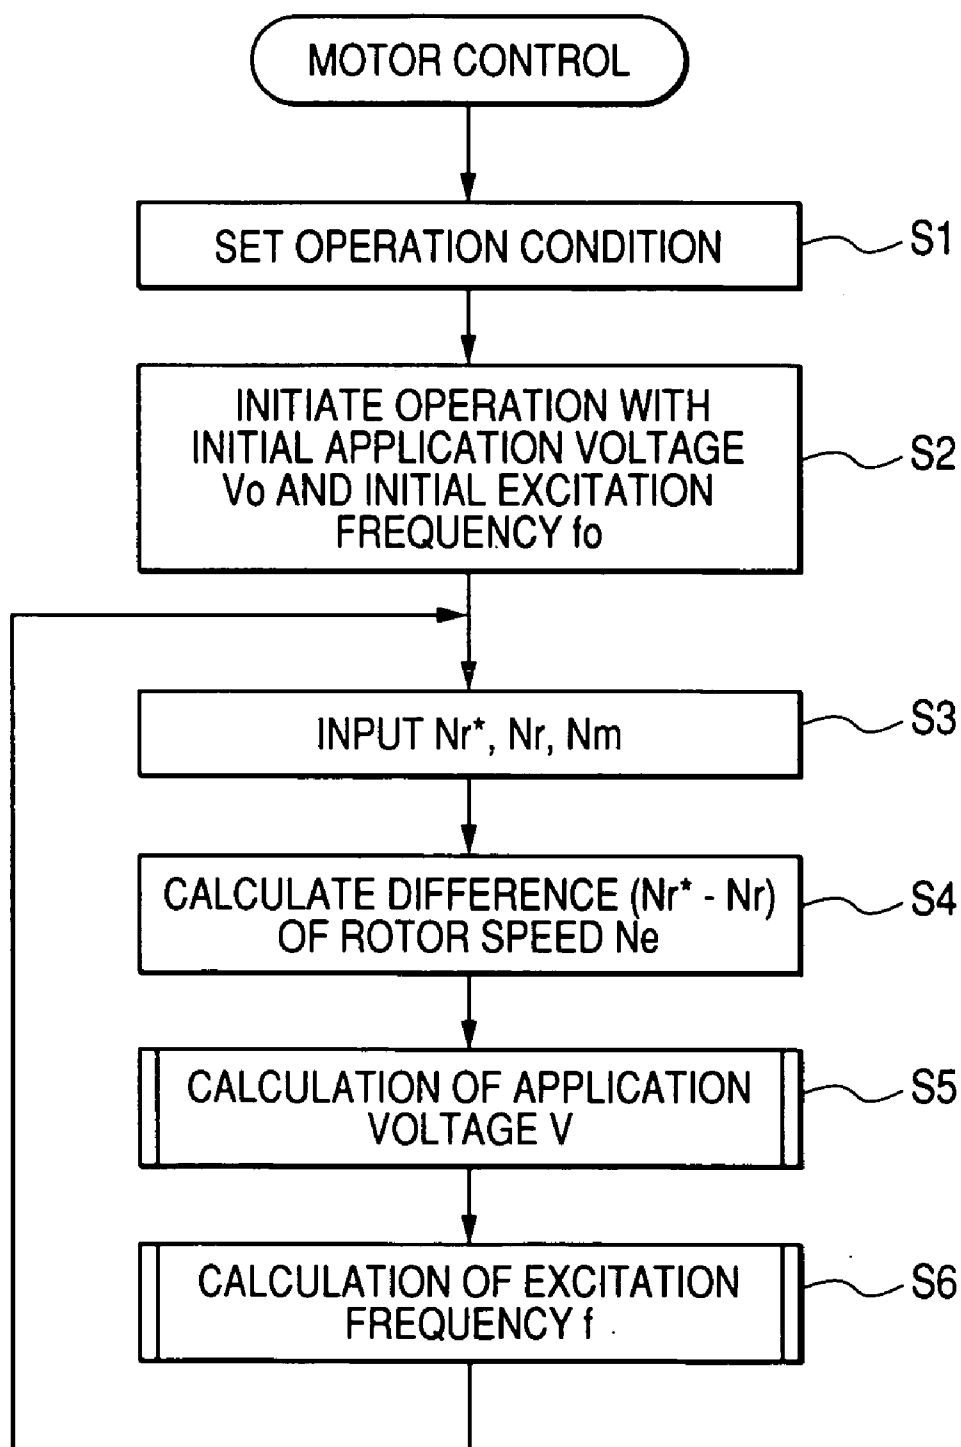 MOTOR CONTROL
SET OPERATION CONDITION
S1
INITIATE OPERATION WITH
INITIAL APPLICATION VOLTAGE
Vo AND INITIAL EXCITATION
FREQUENCY fo
S2
INPUT Nr*, Nr, Nm
S3
CALCULATE DIFFERENCE (Nr* - Nr)
OF ROTOR SPEED Ne
S4
CALCULATION OF APPLICATION
VOLTAGE V
S5
CALCULATION OF EXCITATION
FREQUENCY f
S6